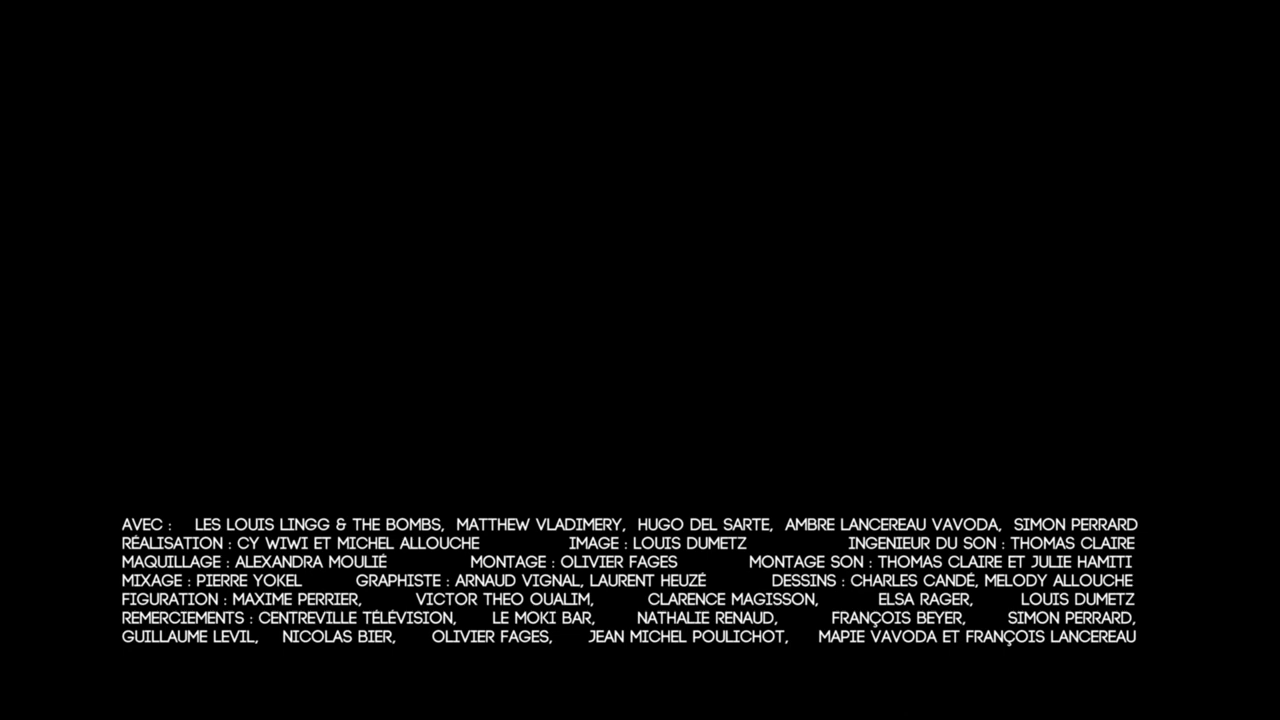 AVEC : LES LOUIS LINGG & THE BOMBS, MATTHEW VLADIMERY, HUGO DEL SARTE, AMBRE LANCEREAU VAVODA, SIMON PERRARD
RÉALISATION : CY WIWI ET MICHEL ALLOUCHE IMAGE : LOUIS DUMETZ INGENIEUR DU SON : THOMAS CLAIRE
MAQUILLAGE : ALEXANDRA MOULIÉ MONTAGE : OLIVIER FAGES MONTAGE SON : THOMAS CLAIRE ET JULIE HAMITI
MIXAGE : PIERRE YOKEL GRAPHISTE : ARNAUD VIGNAL, LAURENT HEUZÉ DESSINS : CHARLES CANDÉ, MELODY ALLOUCHE
FIGURATION : MAXIME PERRIER, VICTOR THEO OUALIM, CLARENCE MAGISSON, ELSA RAGER, LOUIS DUMETZ
REMERCIEMENTS : CENTREVILLE TÉLÉVISION, LE MOKI BAR, NATHALIE RENAUD, FRANÇOIS BEYER, SIMON PERRARD,
GUILLAUME LEVIL, NICOLAS BIER, OLIVIER FAGES, JEAN MICHEL POULICHOT, MAPIE VAVODA ET FRANÇOIS LANCEREAU